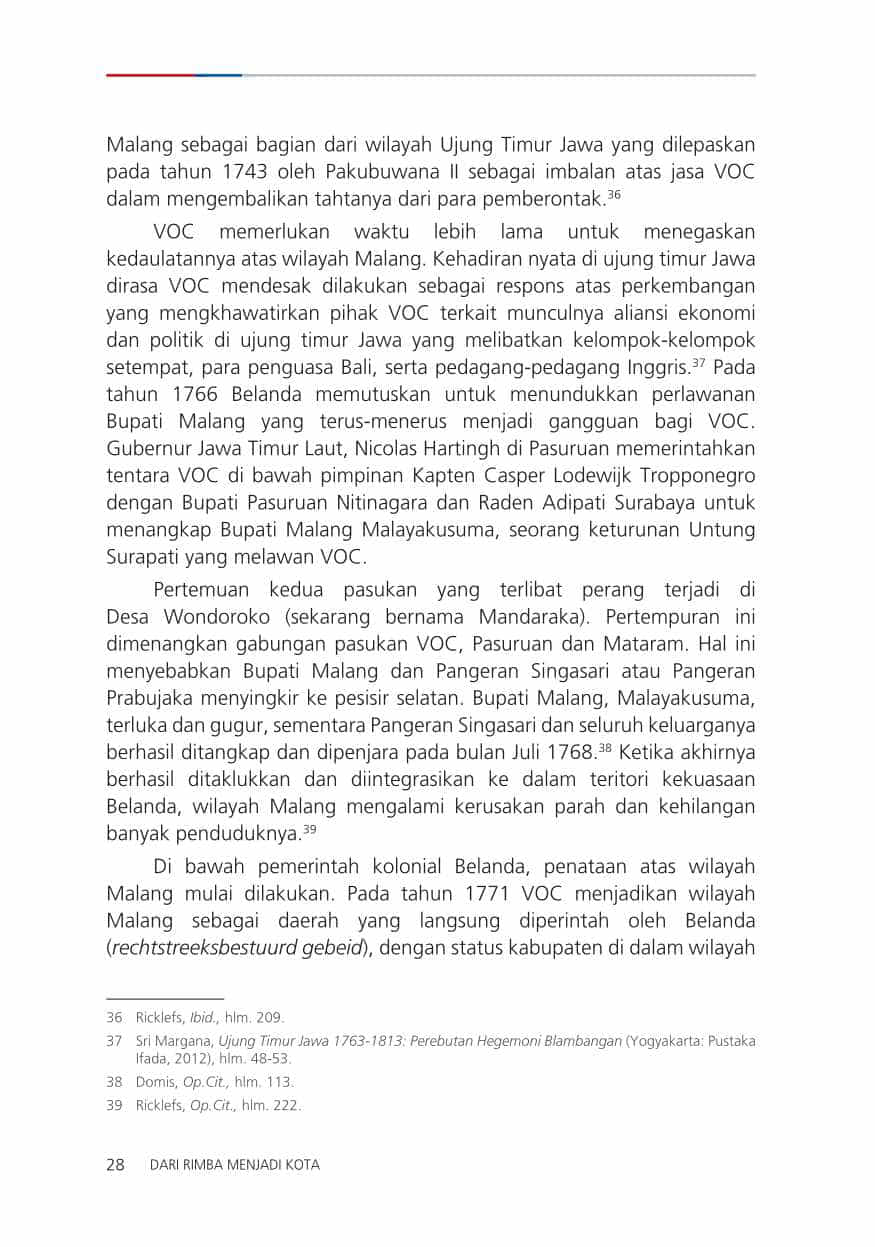 Malang sebagai bagian dari wilayah Ujung Timur Jawa yang dilepaskan
pada tahun 1743 oleh Pakubuwana II sebagai imbalan atas jasa VOC
dalam mengembalikan tahtanya dari para pemberontak.36
VOC memerlukan waktu lebih lama untuk menegaskan
kedaulatannya atas wilayah Malang. Kehadiran nyata di ujung timur Jawa
dirasa VOC mendesak dilakukan sebagai respons atas perkembangan
yang mengkhawatirkan pihak VOC terkait munculnya aliansi ekonomi
dan politik di ujung timur Jawa yang melibatkan kelompok-kelompok
setempat, para penguasa Bali, serta pedagang-pedagang Inggris.37 Pada
tahun 1766 Belanda memutuskan untuk menundukkan perlawanan
Bupati Malang yang terus-menerus menjadi gangguan bagi VOC.
Gubernur Jawa Timur Laut, Nicolas Hartingh di Pasuruan memerintahkan
tentara VOC di bawah pimpinan Kapten Casper Lodewijk Tropponegro
dengan Bupati Pasuruan Nitinagara dan Raden Adipati Surabaya untuk
menangkap Bupati Malang Malayakusuma, seorang keturunan Untung
Surapati yang melawan VOC.
Pertemuan kedua pasukan yang terlibat perang terjadi di
Desa Wondoroko (sekarang bernama Mandaraka). Pertempuran ini
dimenangkan gabungan pasukan VOC, Pasuruan dan Mataram. Hal ini
menyebabkan Bupati Malang dan Pangeran Singasari atau Pangeran
Prabujaka menyingkir ke pesisir selatan. Bupati Malang, Malayakusuma,
terluka dan gugur, sementara Pangeran Singasari dan seluruh keluarganya
berhasil ditangkap dan dipenjara pada bulan Juli 1768.38 Ketika akhirnya
berhasil ditaklukkan dan diintegrasikan ke dalam teritori kekuasaan
Belanda, wilayah Malang mengalami kerusakan parah dan kehilangan
banyak penduduknya.39
Di bawah pemerintah kolonial Belanda, penataan atas wilayah
Malang mulai dilakukan. Pada tahun 1771 VOC menjadikan wilayah
Malang sebagai daerah yang langsung diperintah oleh Belanda
(rechtstreeksbestuurd gebeid), dengan status kabupaten di dalam wilayah
36 Ricklefs, Ibid., hlm. 209.
37 Sri Margana, Ujung Timur Jawa 1763-1813: Perebutan Hegemoni Blambangan (Yogyakarta: Pustaka
Ifada, 2012), hlm. 48-53.
38 Domis, Op.Cit., hlm. 113.
39 Ricklefs, Op.Cit., hlm. 222.
28 DARI RIMBA MENJADI KOTA